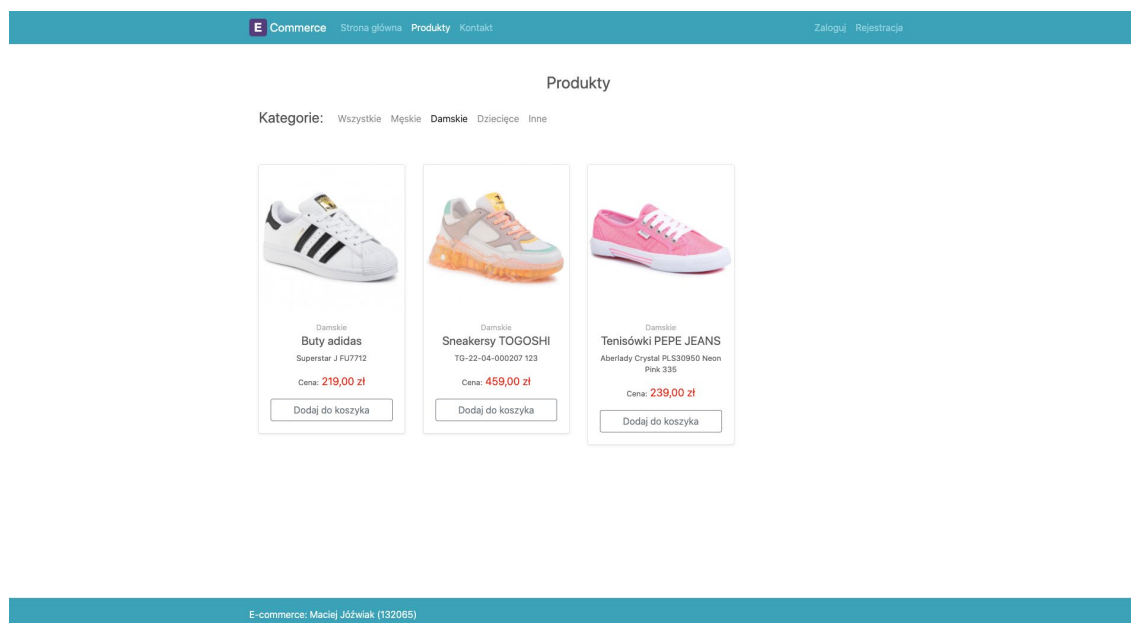 E Commerce Strona główna Produkty Kontakt Zaloguj Rejestracja
Produkty
Kategorie: Wszystkie Męskie Damskie Dziecięce Inne
Damskie
Buty adidas
Superstar J FU7712
Cena: 219,00 zł
Dodaj do koszyka
Damskie
Sneakersy TOGOSHI
TG-22-04-000207 123
Cena: 459,00 zł
Dodaj do koszyka
Damskie
Tenisówki PEPE JEANS
Aberlady Crystal PLS30950 Neon
Pink 335
Cena: 239,00 zł
Dodaj do koszyka
E-commerce: Maciej Jóźwiak (132065)